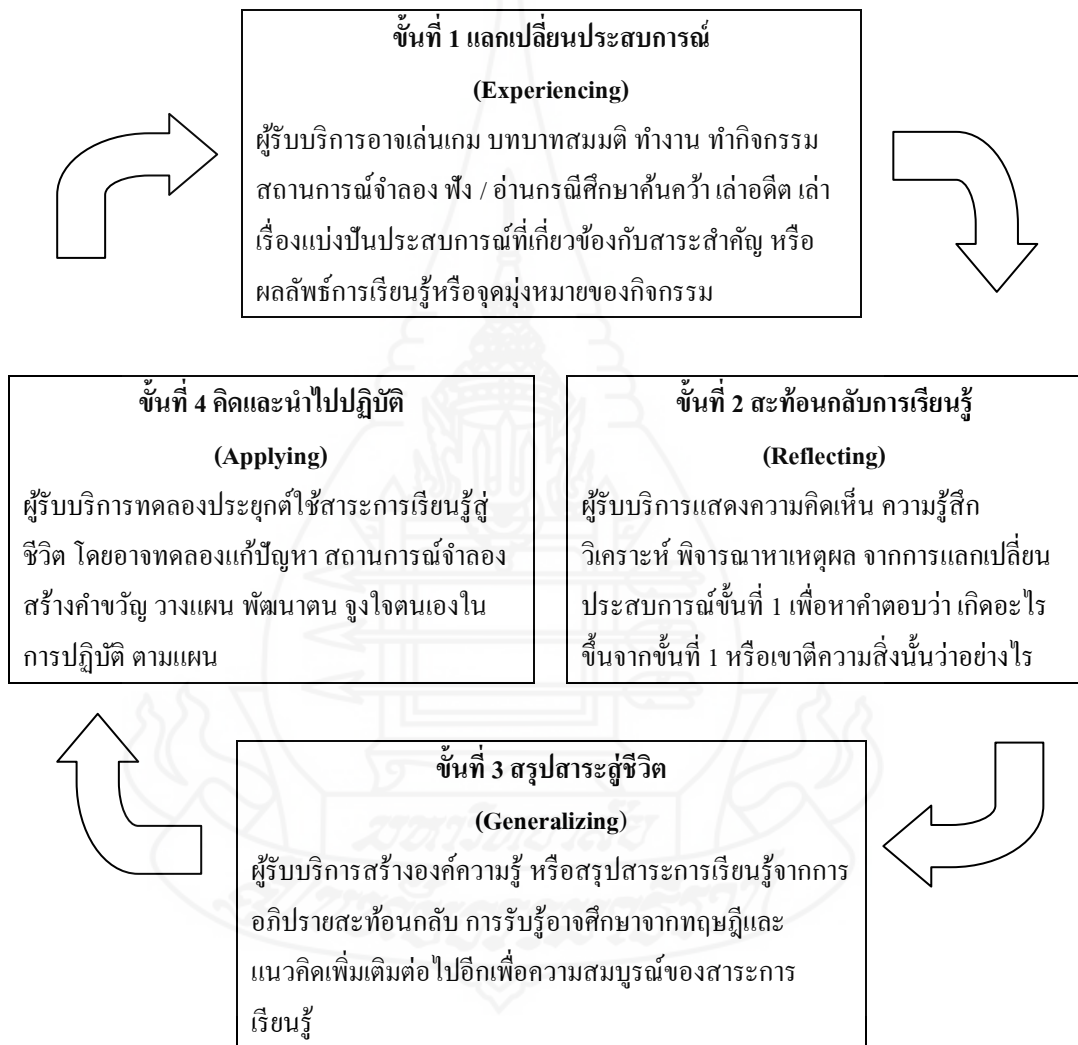 ขั้นที่ 1 แลกเปลี่ยนประสบการณ์
(Experiencing)
ผู้รับบริการอาจเล่นเกม บทบาทสมมติ ทำงาน ทำกิจกรรม
สถานการณ์จำลอง ฟัง / อ่านกรณีศึกษาค้นคว้า เล่าอดีต เล่า
เรื่องแบ่งปันประสบการณ์ที่เกี่ยวข้องกับสาระสำคัญ หรือ
ผลลัพธ์การเรียนรู้หรือจุดมุ่งหมายของกิจกรรม
ขั้นที่ 2 สะท้อนกลับการเรียนรู้
(Reflecting)
ผู้รับบริการแสดงความคิดเห็น ความรู้สึก
วิเคราะห์ พิจารณาหาเหตุผล จากการแลกเปลี่ยน
ประสบการณ์ขั้นที่ 1 เพื่อหาคำตอบว่า เกิดอะไร
ขึ้นจากขั้นที่ 1 หรือเขาตีความสิ่งนั้นว่าอย่างไร
ขั้นที่ 3 สรุปสาระสู่ชีวิต
(Generalizing)
ผู้รับบริการสร้างองค์ความรู้ หรือสรุปสาระการเรียนรู้จากการ
อภิปรายสะท้อนกลับ การรับรู้อาจศึกษาจากทฤษฎีและ
แนวคิดเพิ่มเติมต่อไปอีกเพื่อความสมบูรณ์ของสาระการ
เรียนรู้
ขั้นที่ 4 คิดและนำไปปฏิบัติ
(Applying)
ผู้รับบริการทดลองประยุกต์ใช้สาระการเรียนรู้สู่
ชีวิต โดยอาจทดลองแก้ปัญหา สถานการณ์จำลอง
สร้างคำขวัญ วางแผน พัฒนาตน จูงใจตนเองใน
การปฏิบัติ ตามแผน